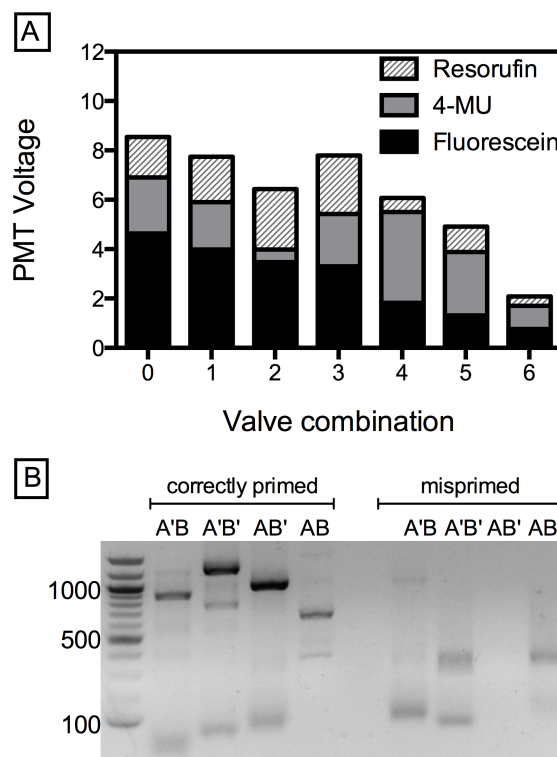 A
12
10
8
6
4
2
0
PMT Voltage
Resorufin
4-MU
Fluorescein
0 1 2 3 4 5 6
Valve combination
B
correctly primed misprimed
A'B A'B' AB' AB A'B A'B' AB' AB
1000
500
100